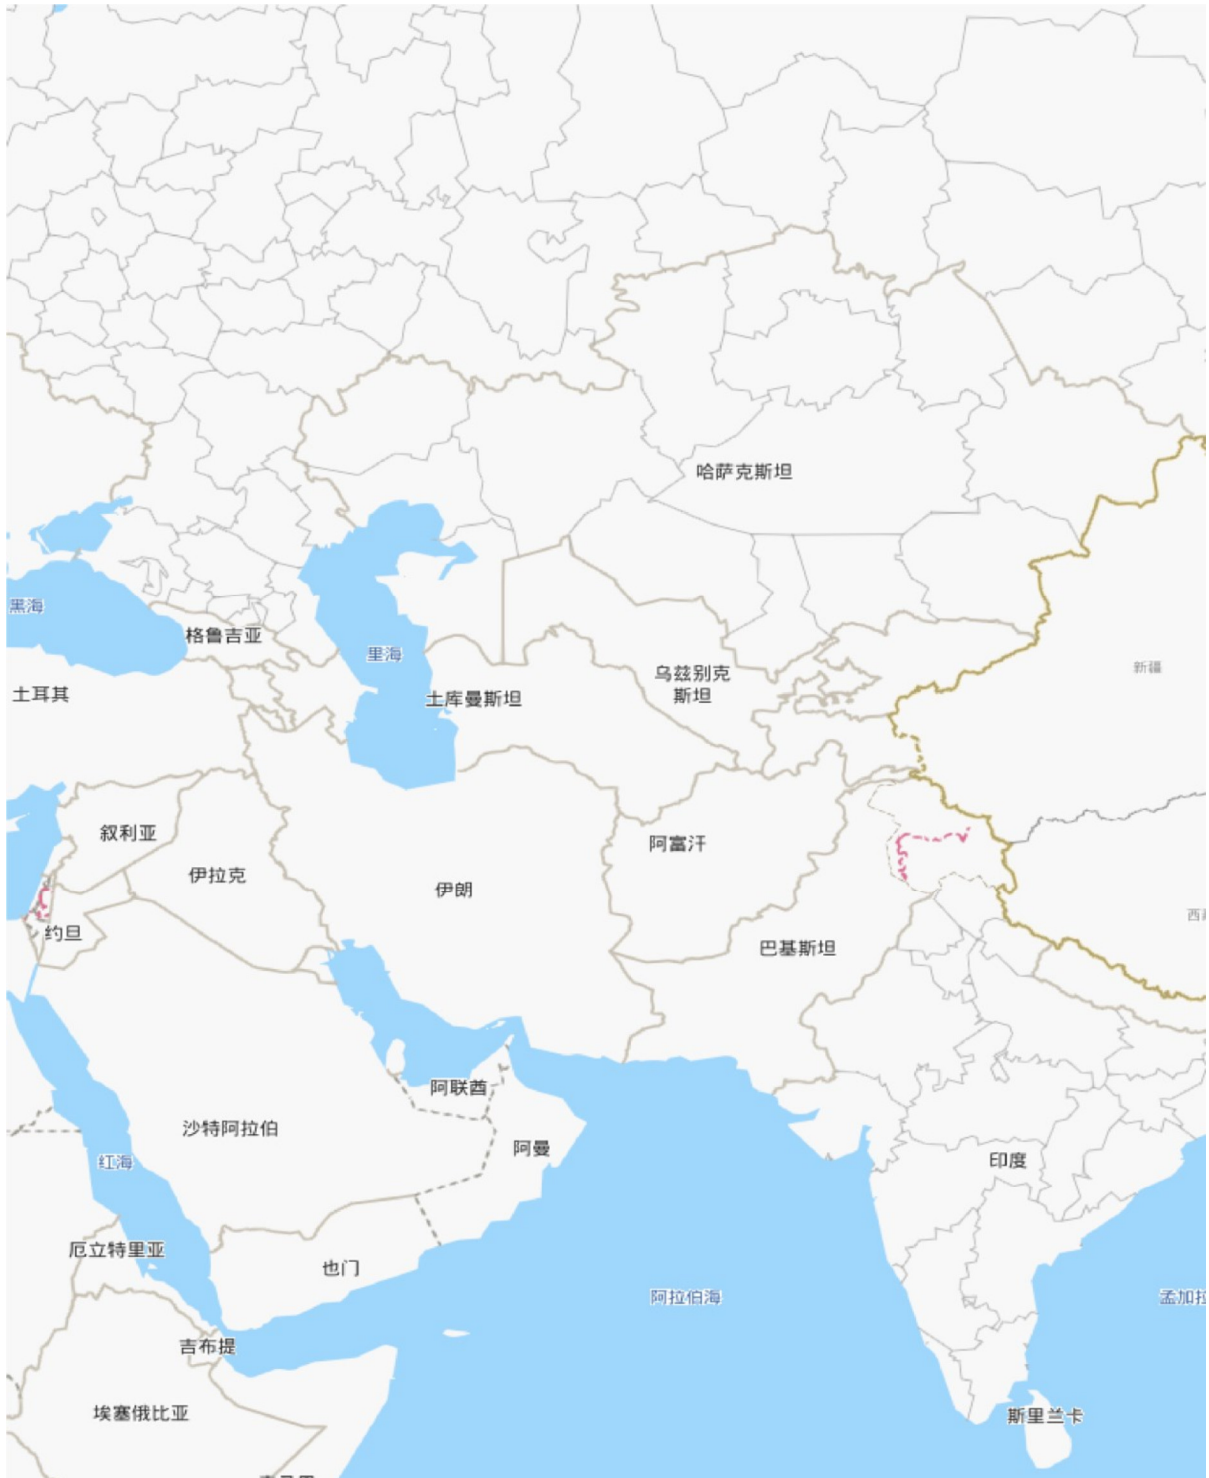 哈萨克斯坦
黑海
格鲁吉亚
里海
新疆
土耳其
土库曼斯坦
乌兹别克
斯坦
叙利亚
阿富汗
伊拉克
伊朗
西
约旦
巴基斯坦
阿联酋
沙特阿拉伯
阿曼
红海
印度
厄立特里亚
也门
阿拉伯海
孟加拉
吉布提
埃塞俄比亚
斯里兰卡